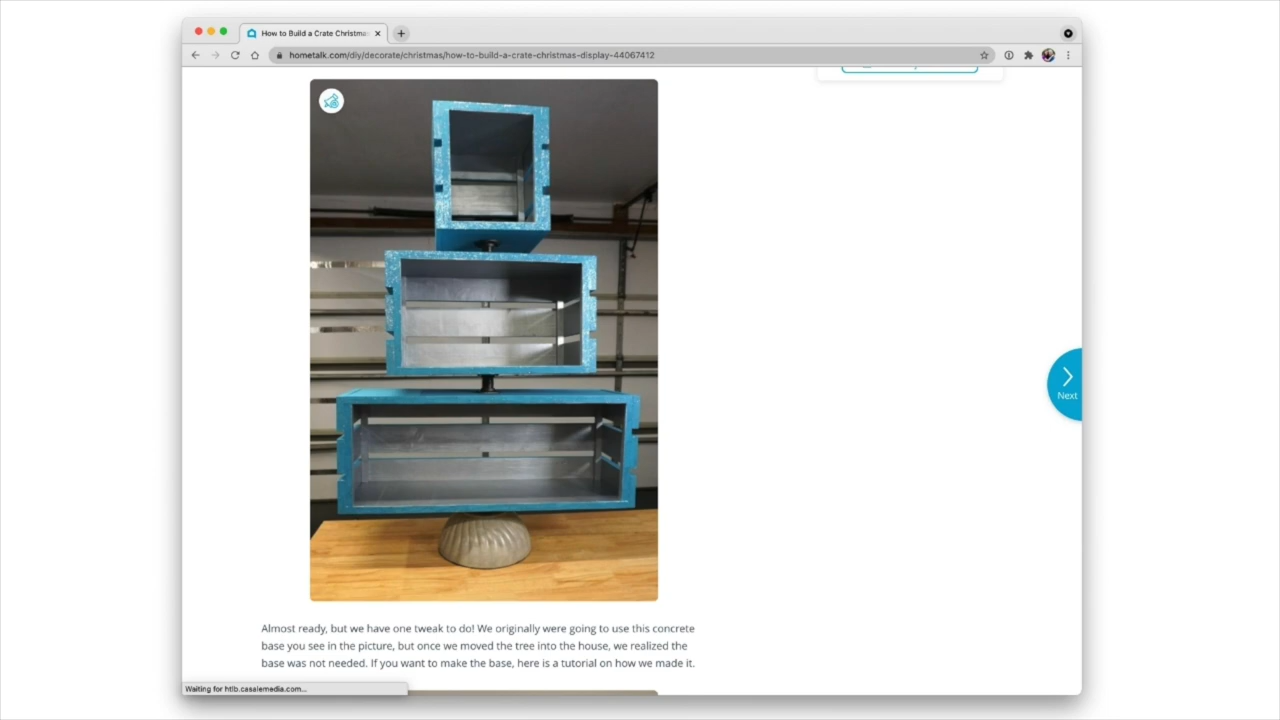 How to Build a Crate Christmas
hometalk.com/diy/decorate/christmas/how-to-build-a-crate-christmas-display-44067412
Next
Almost ready, but we have one tweak to do! We originally were going to use this concrete
base you see in the picture, but once we moved the tree into the house, we realized the
base was not needed. If you want to make the base, here is a tutorial on how we made it.
Waiting for htlb.casalemedia.com...